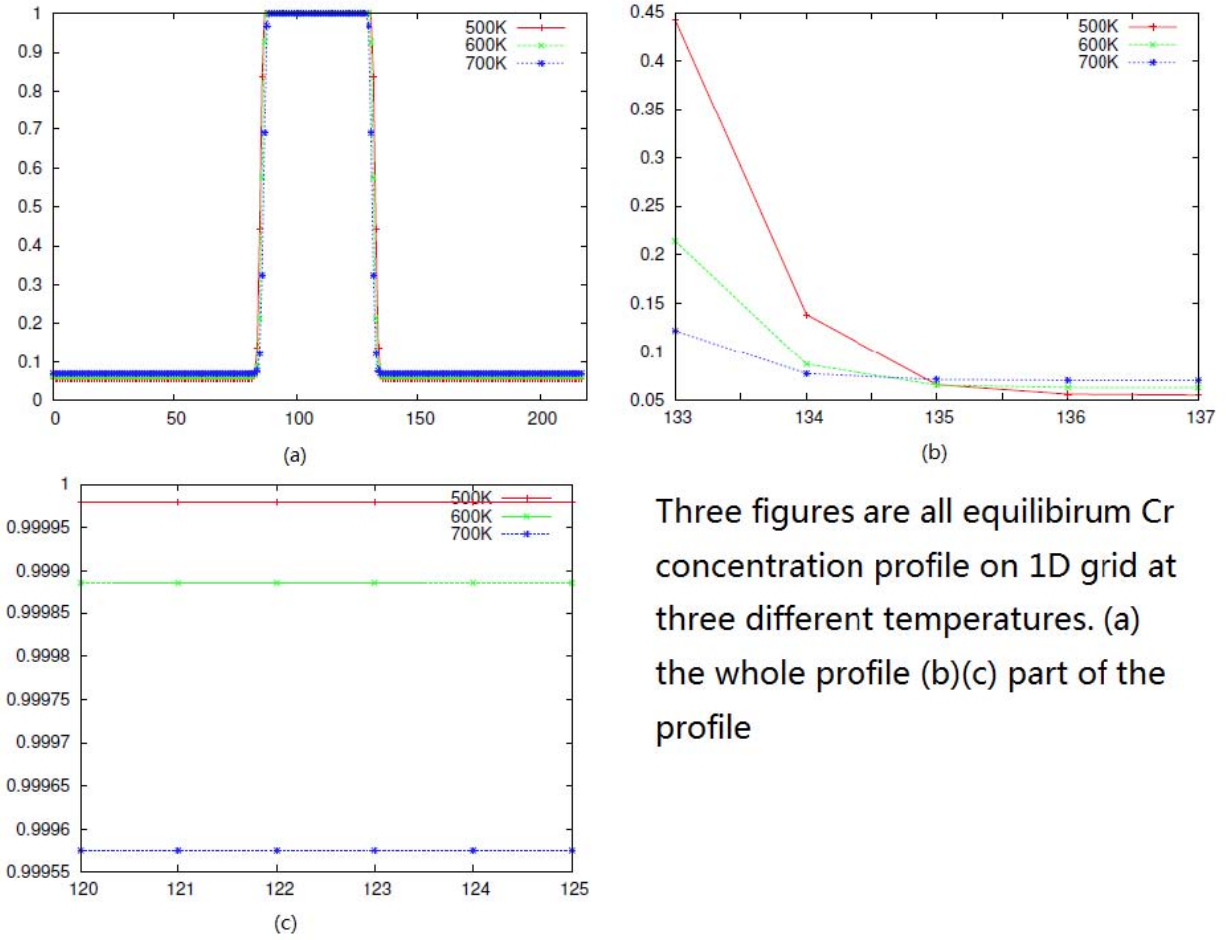 1
0.9
0.8
0.7
0.6
0.5
0.4
0.3
0.2
0.1
0
500K
600K
700K
0 50 100 150 200
(a)
0.45
0.4
0.35
0.3
0.25
0.2
0.15
0.1
0.05
500K
600K
700K
133 134 135 136 137
(b)
1
0.99995
0.9999
0.99985
0.9998
0.99975
0.9997
0.99965
0.9996
0.99955
500K
600K
700K
120 121 122 123 124 125
(c)
Three figures are all equilibirum Cr
concentration profile on 1D grid at
three different temperatures. (a)
the whole profile (b)(c) part of the
profile